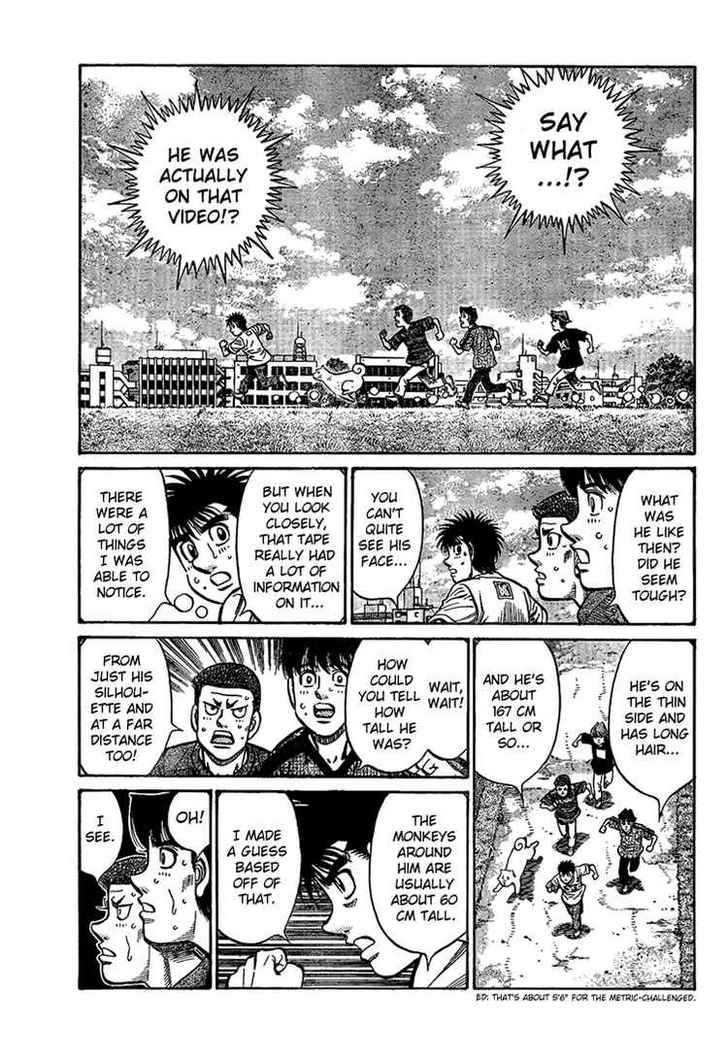 SAY
WHAT
...!?
HE WAS
ACTUALLY
ON THAT
VIDEO!?
WHAT
WAS
HE LIKE
THEN?
DID HE
SEEM
TOUGH?
YOU
CAN'T
QUITE
SEE HIS
FACE...
BUT WHEN
YOU LOOK
CLOSELY,
THAT TAPE
REALLY HAD
A LOT OF
INFORMATION
ON IT...
THERE
WERE A
LOT OF
THINGS
I WAS
ABLE TO
NOTICE.
HE'S ON
THE THIN
SIDE AND
HAS LONG
HAIR...
AND HE'S
ABOUT
167 CM
TALL OR
SO...
WAIT,
WAIT!
HOW
COULD
YOU TELL
HOW
TALL HE
WAS?
FROM
JUST HIS
SILHOU-
ETTE AND
AT A FAR
DISTANCE
TOO!
THE
MONKEYS
AROUND
HIM ARE
USUALLY
ABOUT 60
CM TALL.
I MADE
A GUESS
BASED
OFF OF
THAT.
OH!
I
SEE.
ED: THAT'S ABOUT 5'6" FOR THE METRIC-CHALLENGED.